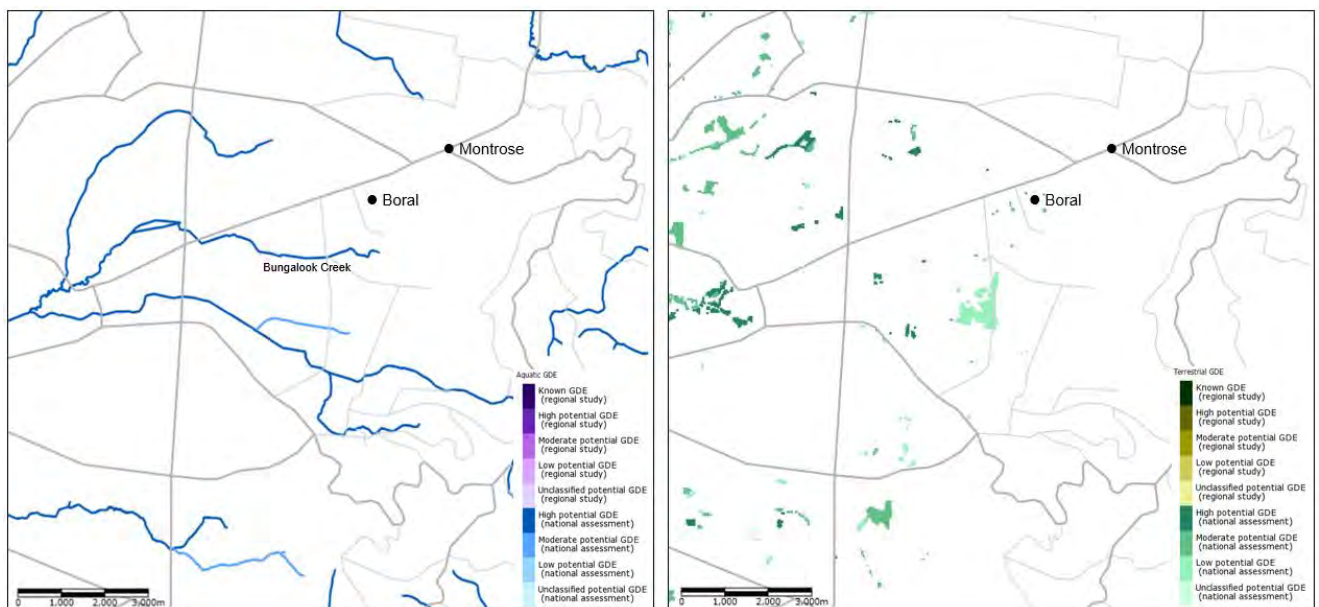 Montrose
Boral
Bungalook Creek
Aquatic GDE
Known GDE
(regional study)
High potential GDE
(regional study)
Moderate potential GDE
(regional study)
Low potential GDE
(regional study)
Unclassified potential GDE
(regional study)
High potential GDE
(national assessment)
Moderate potential GDE
(national assessment)
Low potential GDE
(national assessment)
Unclassified potential GDE
(national assessment)
0 1,000 2,000 3,000m
Montrose
Boral
Terrestrial GDE
Known GDE
(regional study)
High potential GDE
(regional study)
Moderate potential GDE
(regional study)
Low potential GDE
(regional study)
Unclassified potential GDE
(regional study)
High potential GDE
(national assessment)
Moderate potential GDE
(national assessment)
Low potential GDE
(national assessment)
Unclassified potential GDE
(national assessment)
0 1,000 2,000 3,000m